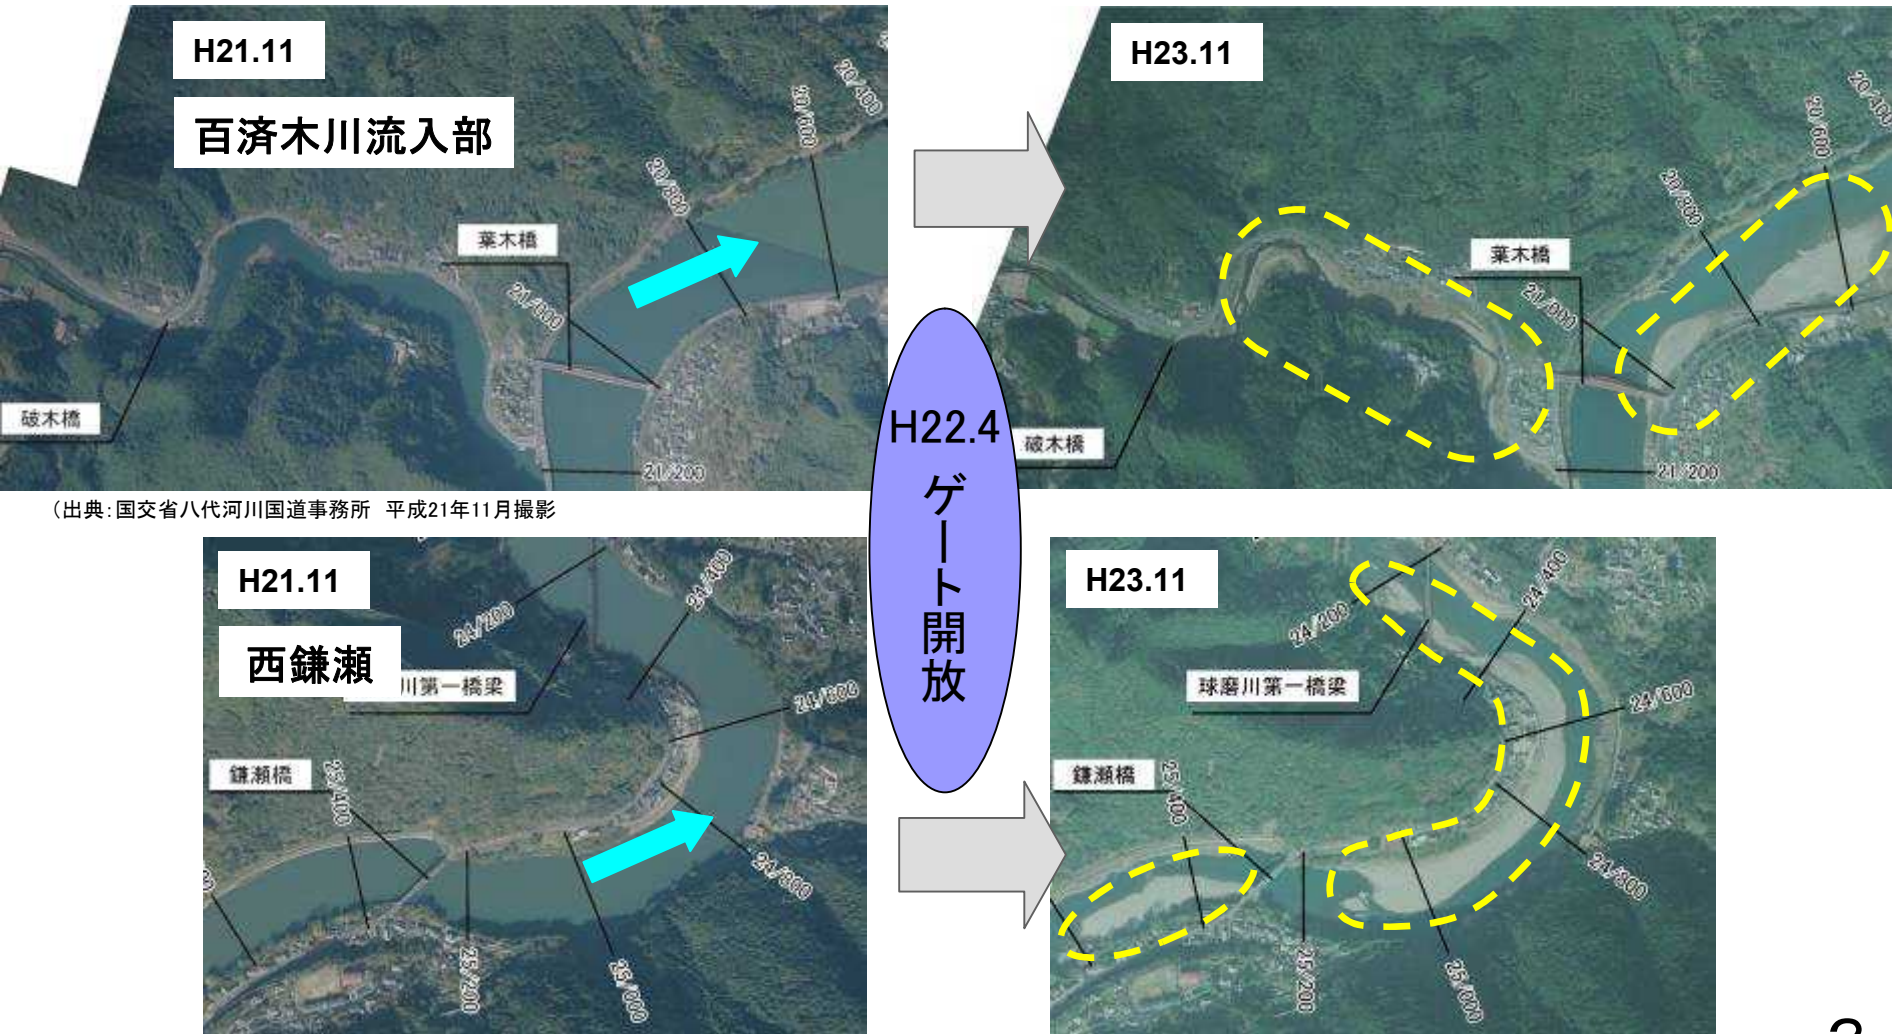 H21.11
百済木川流入部
20/400
20/600
20/800
葉木橋
21/000
破木橋
21/200
(出典:国交省八代河川国道事務所 平成21年11月撮影
H23.11
20/400
20/600
20/800
葉木橋
21/000
破木橋
21/200
H22.4
ゲート開放
H21.11
西鎌瀬
24/200
24/400
川第一橋梁
24/600
鎌瀬橋
25/400
24/800
25/200
25/000
H23.11
24/200
24/400
球磨川第一橋梁
24/600
鎌瀬橋
25/400
24/800
25/200
25/000